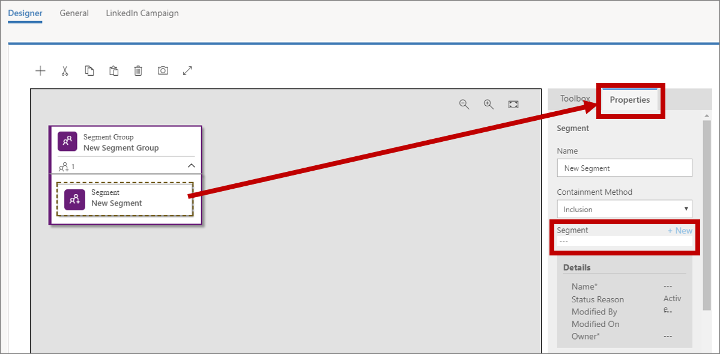 Designer General LinkedIn Campaign
Toolbox Properties
Segment Group
New Segment Group
1
Segment
New Segment
Segment
Name
New Segment
Containment Method
Inclusion
Segment + New
---
Details
Name* ---
Status Reason Activ
e..
Modified By
Modified On
Owner* ---